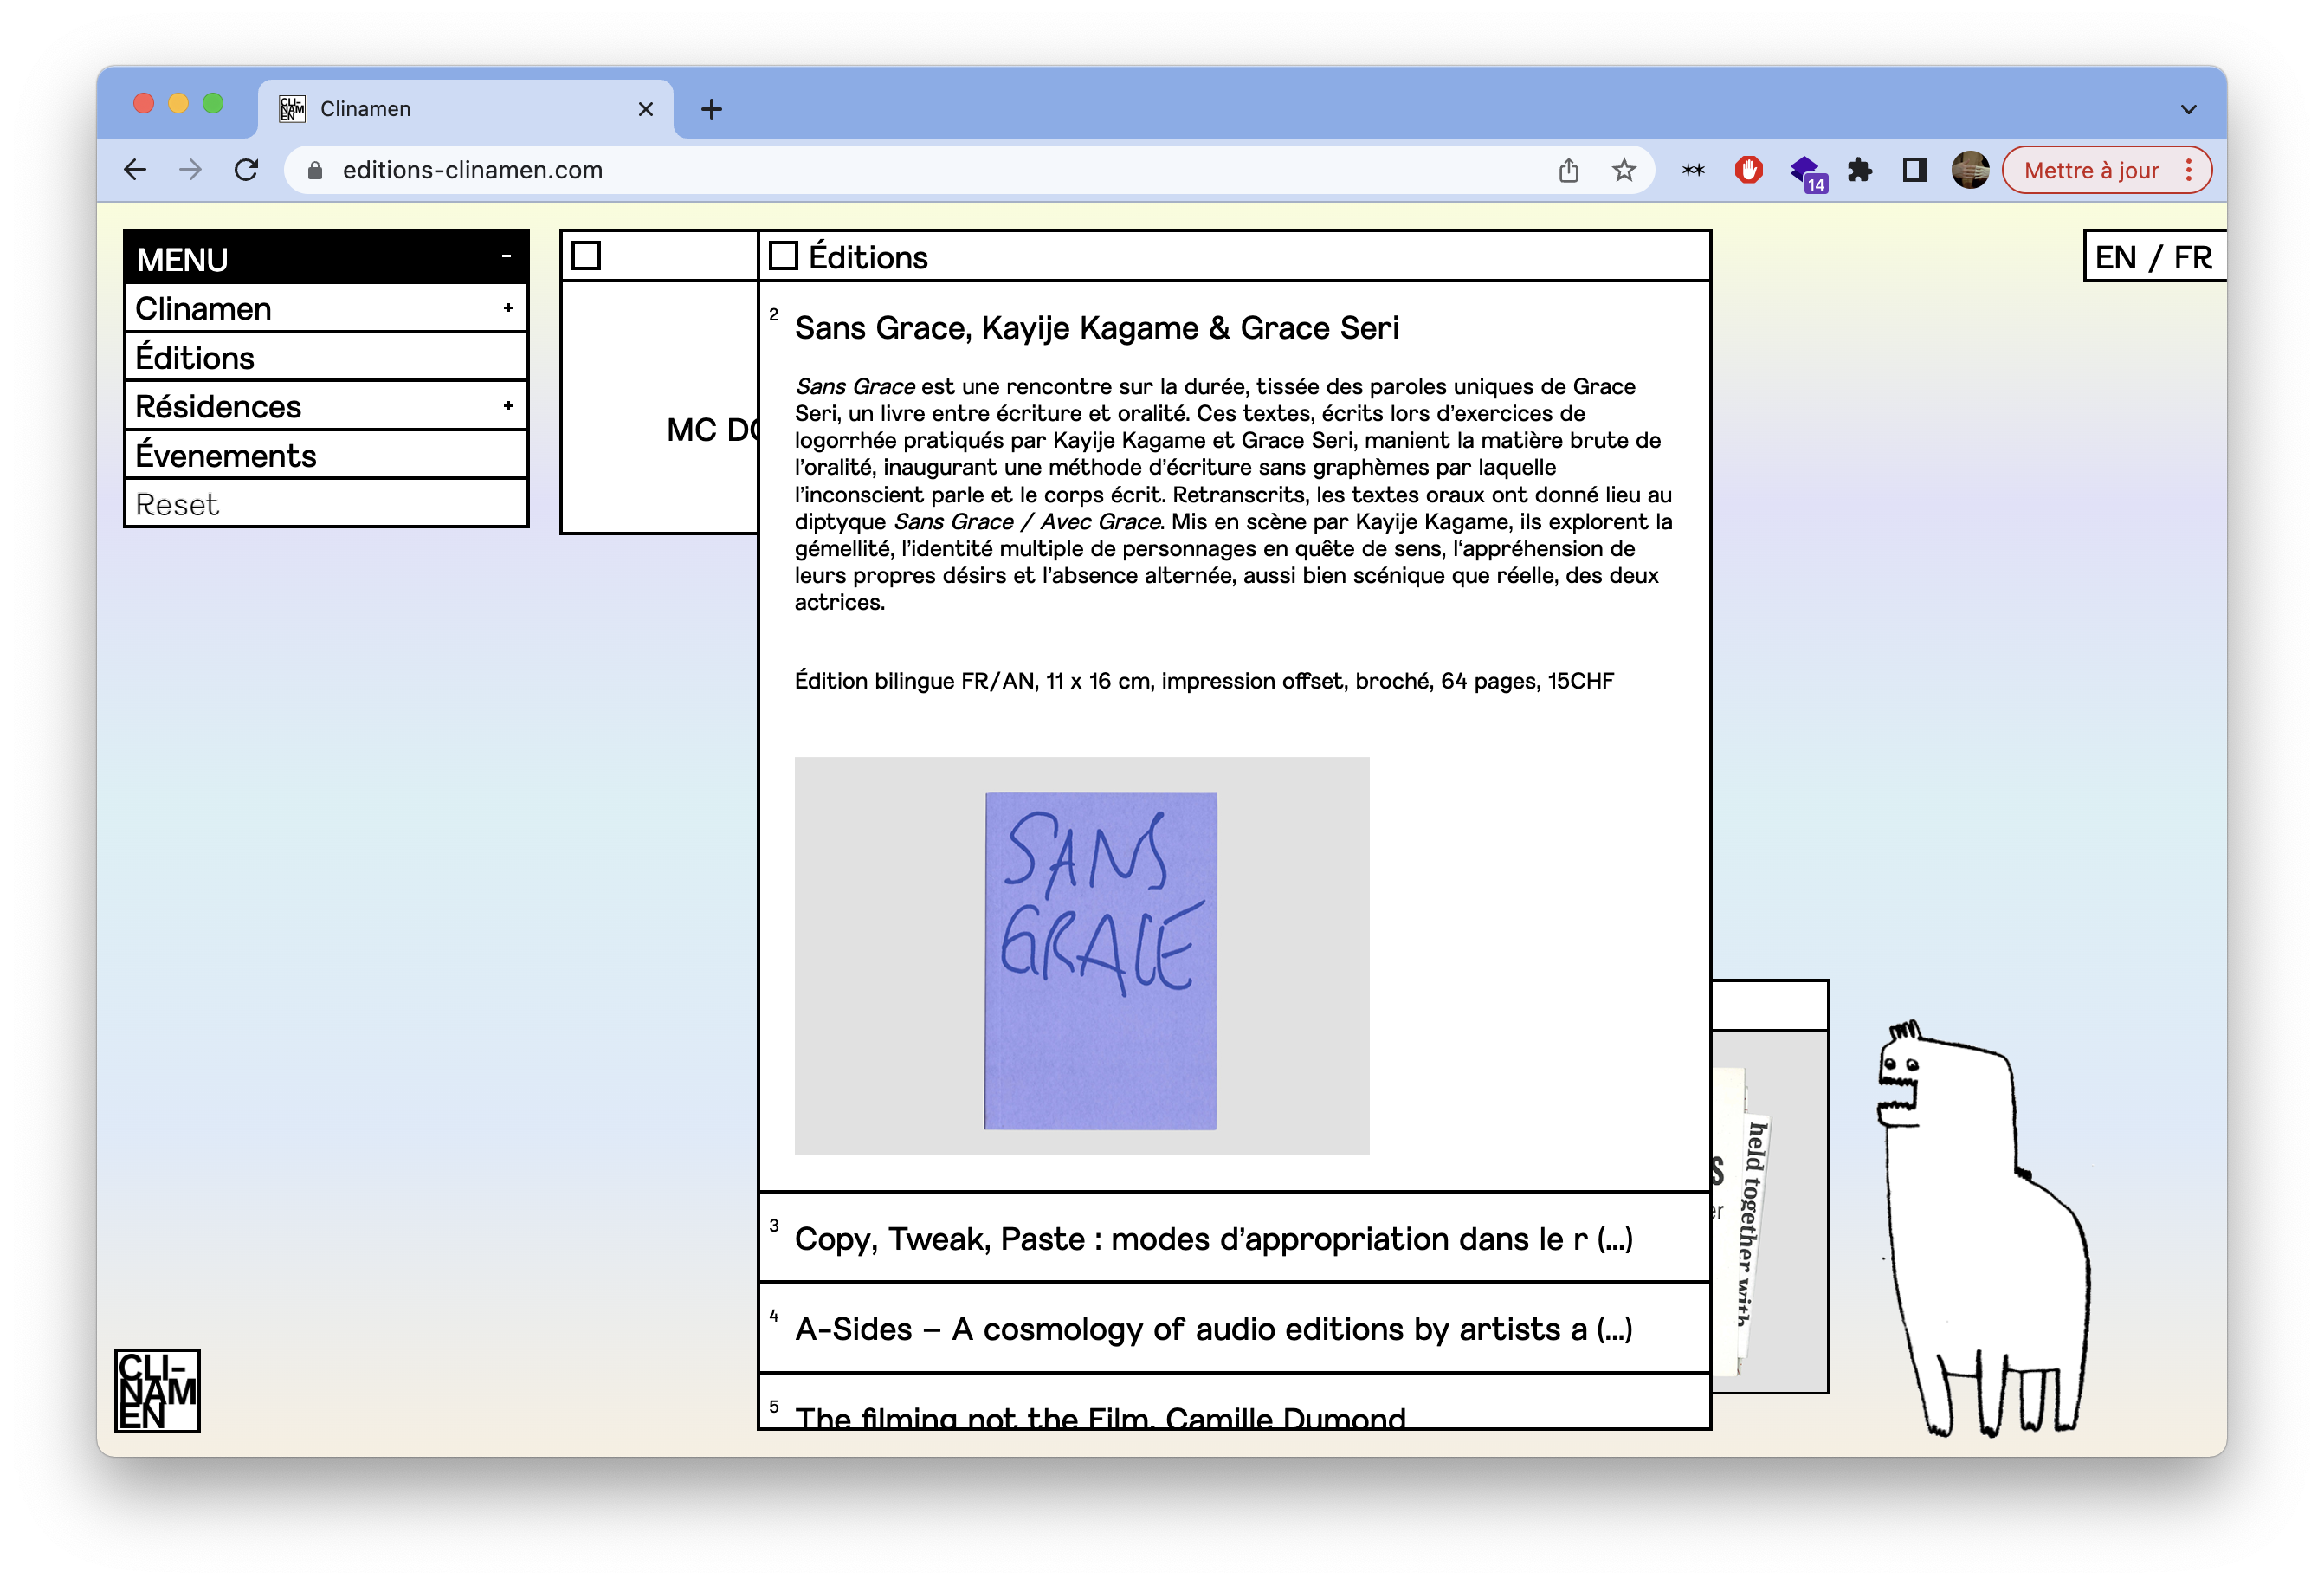 Clinamen
editions-clinamen.com
14
Mettre à jour
MENU -
Clinamen +
Éditions
Résidences +
Évenements
Reset
MC
Éditions
EN / FR
2 Sans Grace, Kayije Kagame & Grace Seri
Sans Grace est une rencontre sur la durée, tissée des paroles uniques de Grace
Seri, un livre entre écriture et oralité. Ces textes, écrits lors d’exercices de
logorrhée pratiqués par Kayije Kagame et Grace Seri, manient la matière brute de
l’oralité, inaugurant une méthode d’écriture sans graphèmes par laquelle
l’inconscient parle et le corps écrit. Retranscrits, les textes oraux ont donné lieu au
diptyque Sans Grace / Avec Grace. Mis en scène par Kayije Kagame, ils explorent la
gémellité, l’identité multiple de personnages en quête de sens, l‘appréhension de
leurs propres désirs et l’absence alternée, aussi bien scénique que réelle, des deux
actrices.
Édition bilingue FR/AN, 11 x 16 cm, impression offset, broché, 64 pages, 15CHF
SANS
GRACE
3 Copy, Tweak, Paste : modes d’appropriation dans le r (...)
4 A-Sides – A cosmology of audio editions by artists a (...)
5 The filming not the Film, Camille Dumond
held together with
CLI-
NAM
EN